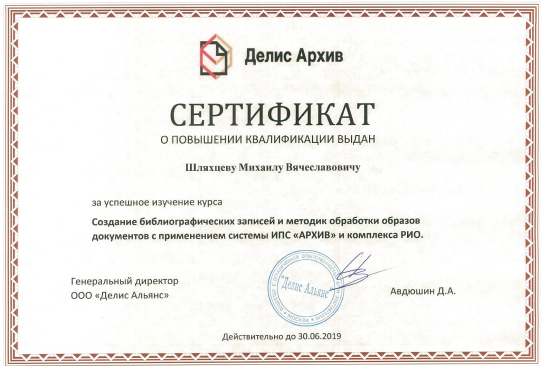 Делис Архив
СЕРТИФИКАТ
О ПОВЫШЕНИИ КВАЛИФИКАЦИИ ВЫДАН
Шляхцеву Михаилу Вячеславовичу
за успешное изучение курса
Создание библиографических записей и методик обработки образов
документов с применением системы ИПС «АРХИВ» и комплекса РИО.
Генеральный директор
ООО «Делис Альянс»
"Делис Альянс"
МОСКВА
Авдюшин Д.А.
Действительно до 30.06.2019